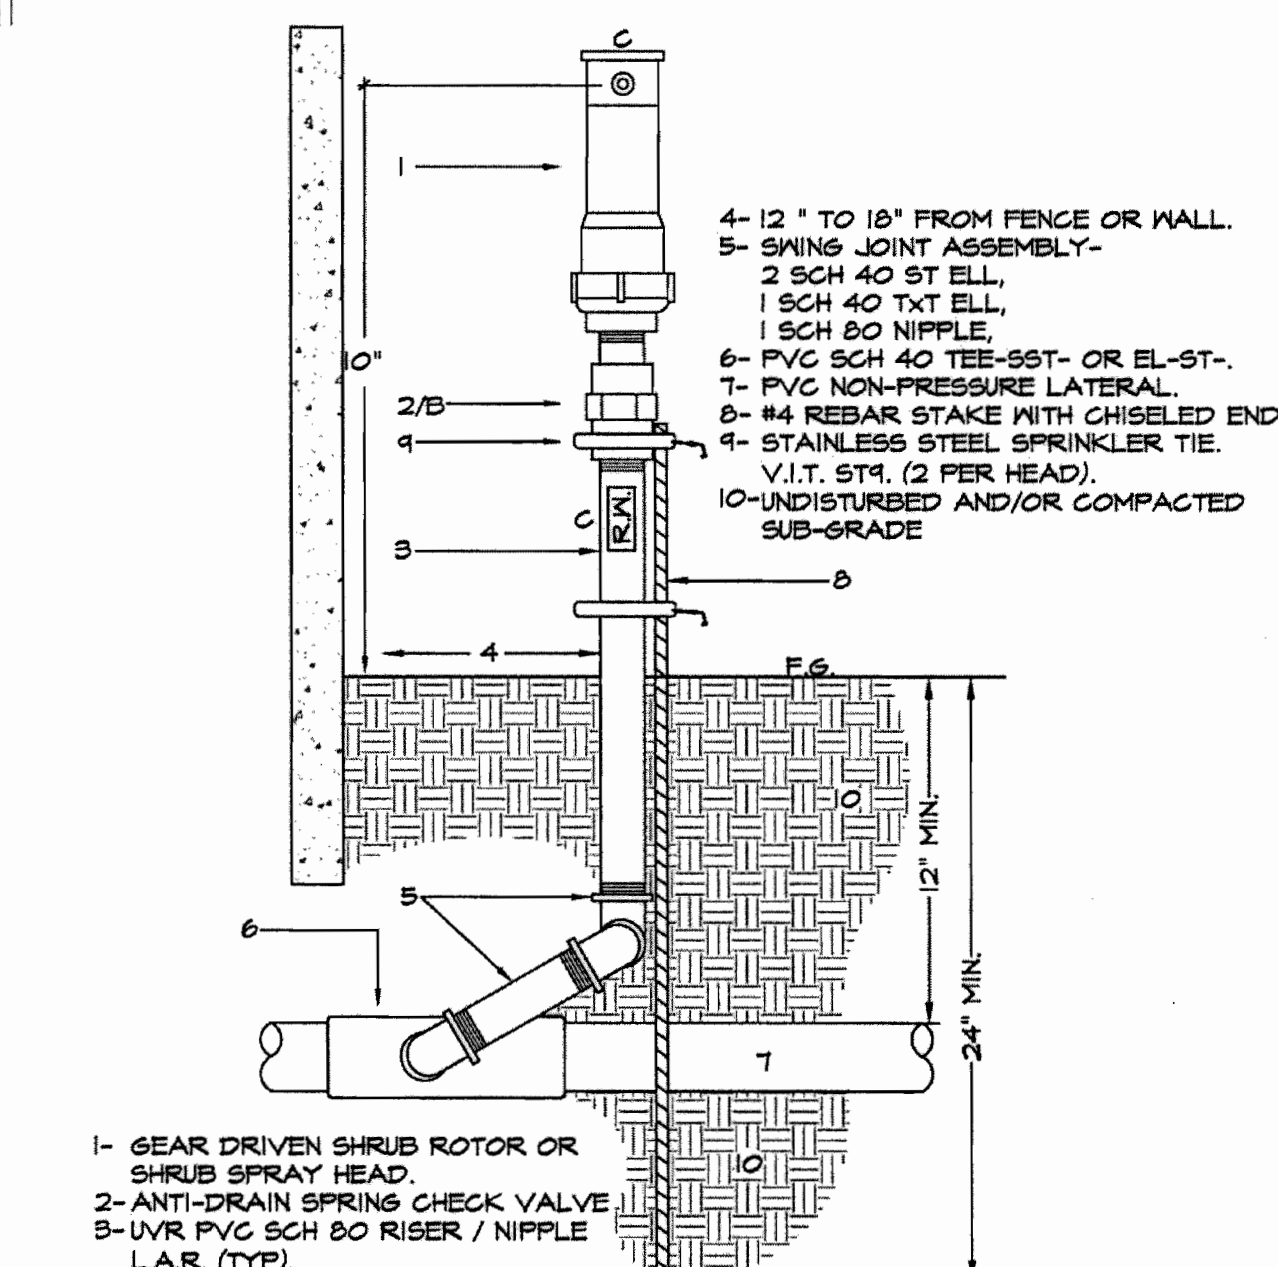 C
1
4- 12 " TO 18" FROM FENCE OR WALL.
5- SWING JOINT ASSEMBLY-
2 SCH 40 ST ELL,
1 SCH 40 TxT ELL,
1 SCH 80 NIPPLE,
10"
6- PVC SCH 40 TEE-SST- OR EL-ST-.
7- PVC NON-PRESSURE LATERAL.
2/B
8- #4 REBAR STAKE WITH CHISELED END
9
9- STAINLESS STEEL SPRINKLER TIE.
V.I.T. ST9. (2 PER HEAD).
10-UNDISTURBED AND/OR COMPACTED
SUB-GRADE
C
R.W.
3
8
4
F.G.
10
12" MIN.
5
6
24" MIN.
7
10
1- GEAR DRIVEN SHRUB ROTOR OR
SHRUB SPRAY HEAD.
2-ANTI-DRAIN SPRING CHECK VALVE
3-UVR PVC SCH 80 RISER / NIPPLE
L.A.R. (TYP).